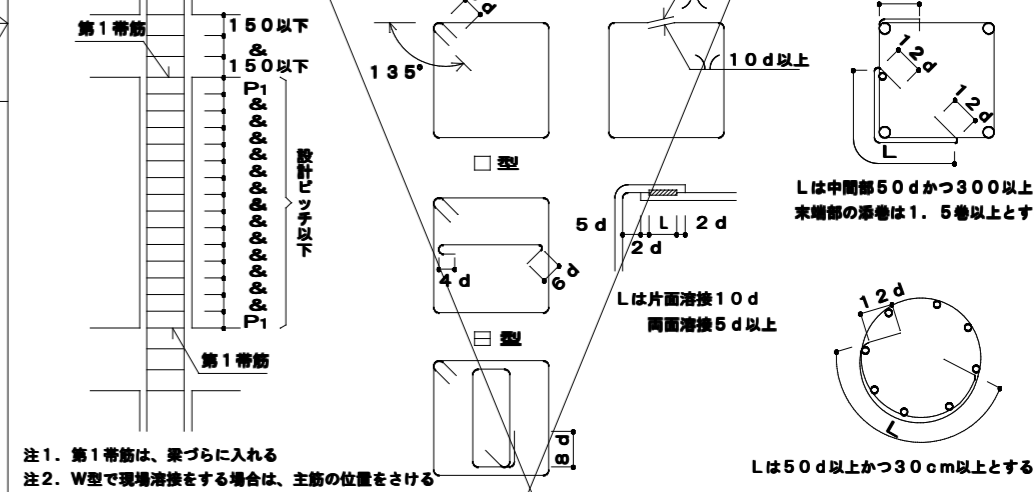 第1帯筋
150以下
&
150以下
P1
&
&
&
&
&
&
&
&
&
&
&
&
P1
設計ピッチ以下
第1帯筋
注1. 第1帯筋は、梁づらに入れる
注2. W型で現場溶接をする場合は、主筋の位置をさける
d
135°
□型
4d
6d
日型
8d
10d以上
5d
L
2d
2d
Lは片面溶接10d
両面溶接5d以上
12d
12d
L
Lは中間部50dかつ300以上
末端部の添巻は1.5巻以上とす
12d
L
Lは50d以上かつ30cm以上とする